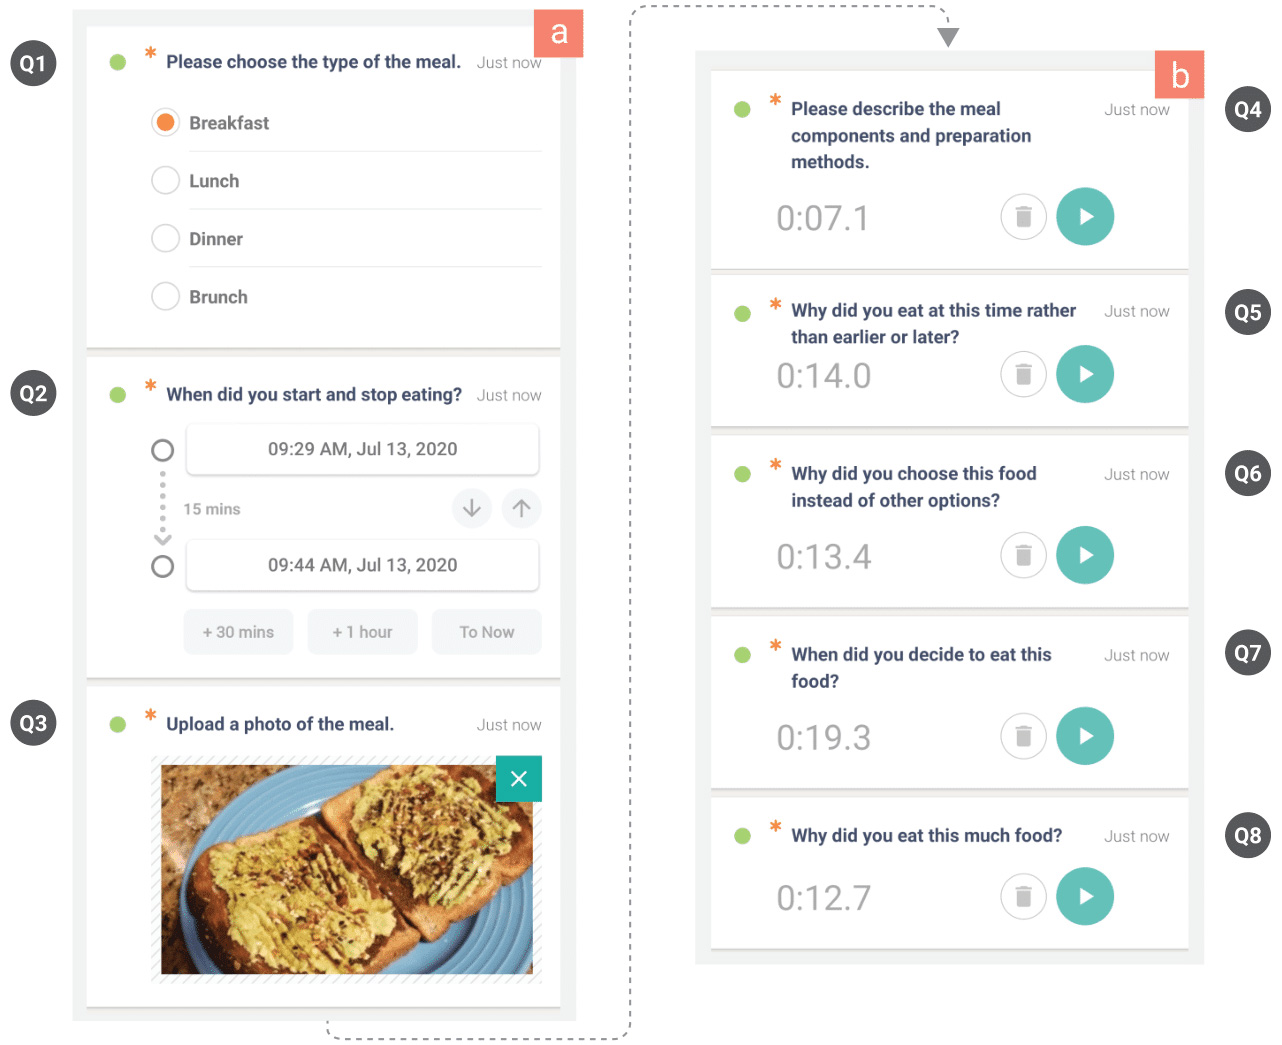 a
Q1
* Please choose the type of the meal. Just now
Breakfast
Lunch
Dinner
Brunch
Q2
* When did you start and stop eating? Just now
09:29 AM, Jul 13, 2020
15 mins
09:44 AM, Jul 13, 2020
+ 30 mins + 1 hour To Now
Q3
* Upload a photo of the meal. Just now
b
Q4
* Please describe the meal Just now
components and preparation
methods.
0:07.1
Q5
* Why did you eat at this time rather Just now
than earlier or later?
0:14.0
Q6
* Why did you choose this food Just now
instead of other options?
0:13.4
Q7
* When did you decide to eat this Just now
food?
0:19.3
Q8
* Why did you eat this much food? Just now
0:12.7